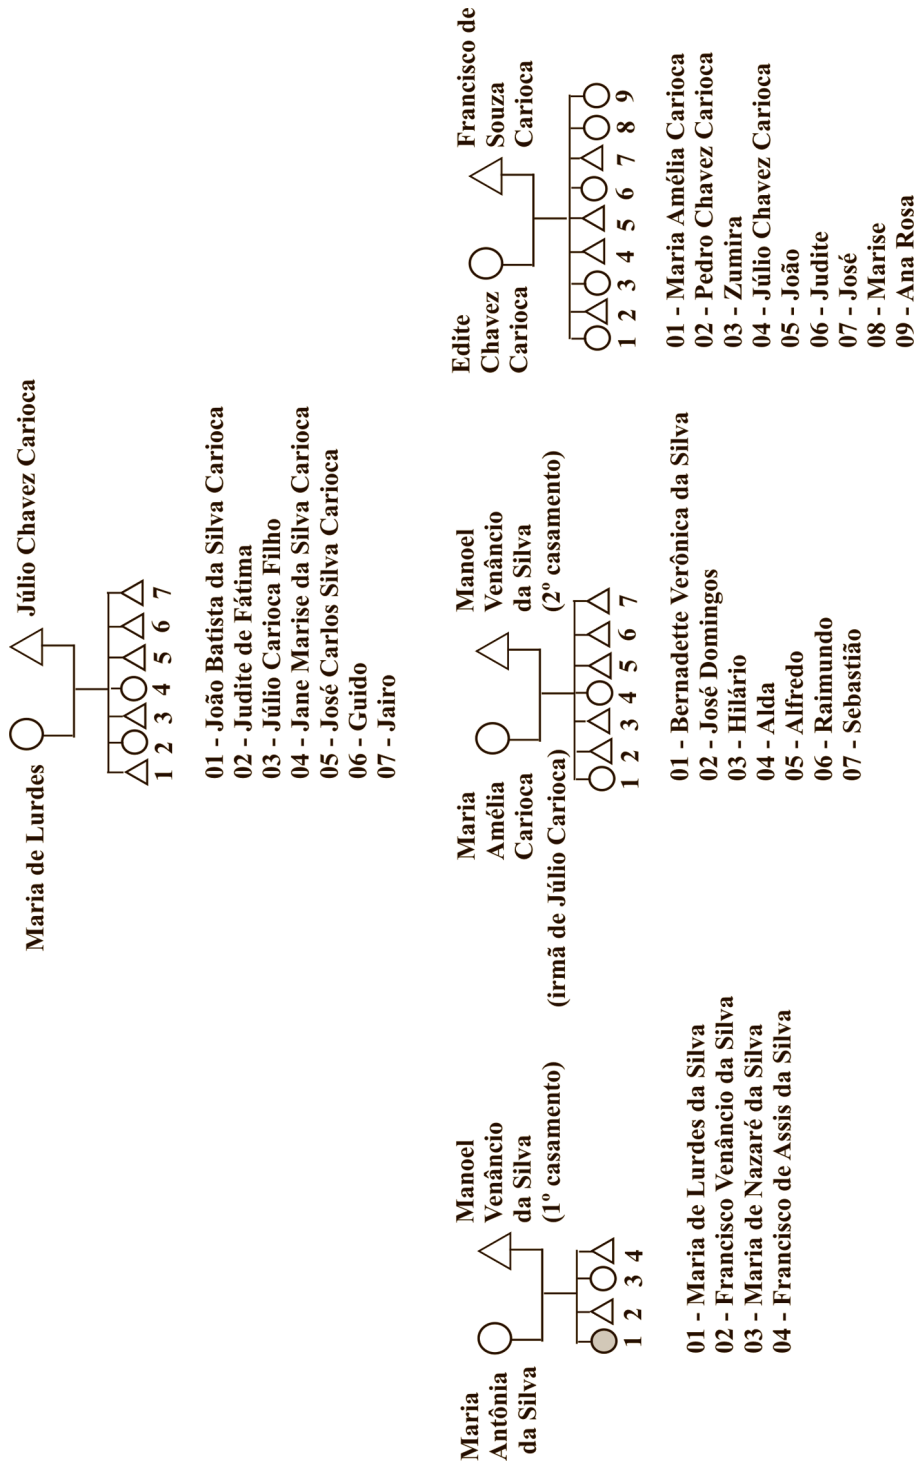 Maria de Lurdes
Júlio Chavez Carioca
1 2 3 4 5 6 7
01 - João Batista da Silva Carioca
02 - Judite de Fátima
03 - Júlio Carioca Filho
04 - Jane Marise da Silva Carioca
05 - José Carlos Silva Carioca
06 - Guido
07 - Jairo
Maria
Antônia
da Silva
Manoel
Venâncio
da Silva
(1º casamento)
1 2 3 4
01 - Maria de Lurdes da Silva
02 - Francisco Venâncio da Silva
03 - Maria de Nazaré da Silva
04 - Francisco de Assis da Silva
Maria
Amélia
Carioca
(irmã de Júlio Carioca)
Manoel
Venâncio
da Silva
(2º casamento)
1 2 3 4 5 6 7
01 - Bernadette Verônica da Silva
02 - José Domingos
03 - Hilário
04 - Alda
05 - Alfredo
06 - Raimundo
07 - Sebastião
Edite
Chavez
Carioca
Francisco de
Souza
Carioca
1 2 3 4 5 6 7 8 9
01 - Maria Amélia Carioca
02 - Pedro Chavez Carioca
03 - Zumira
04 - Júlio Chavez Carioca
05 - João
06 - Judite
07 - José
08 - Marise
09 - Ana Rosa